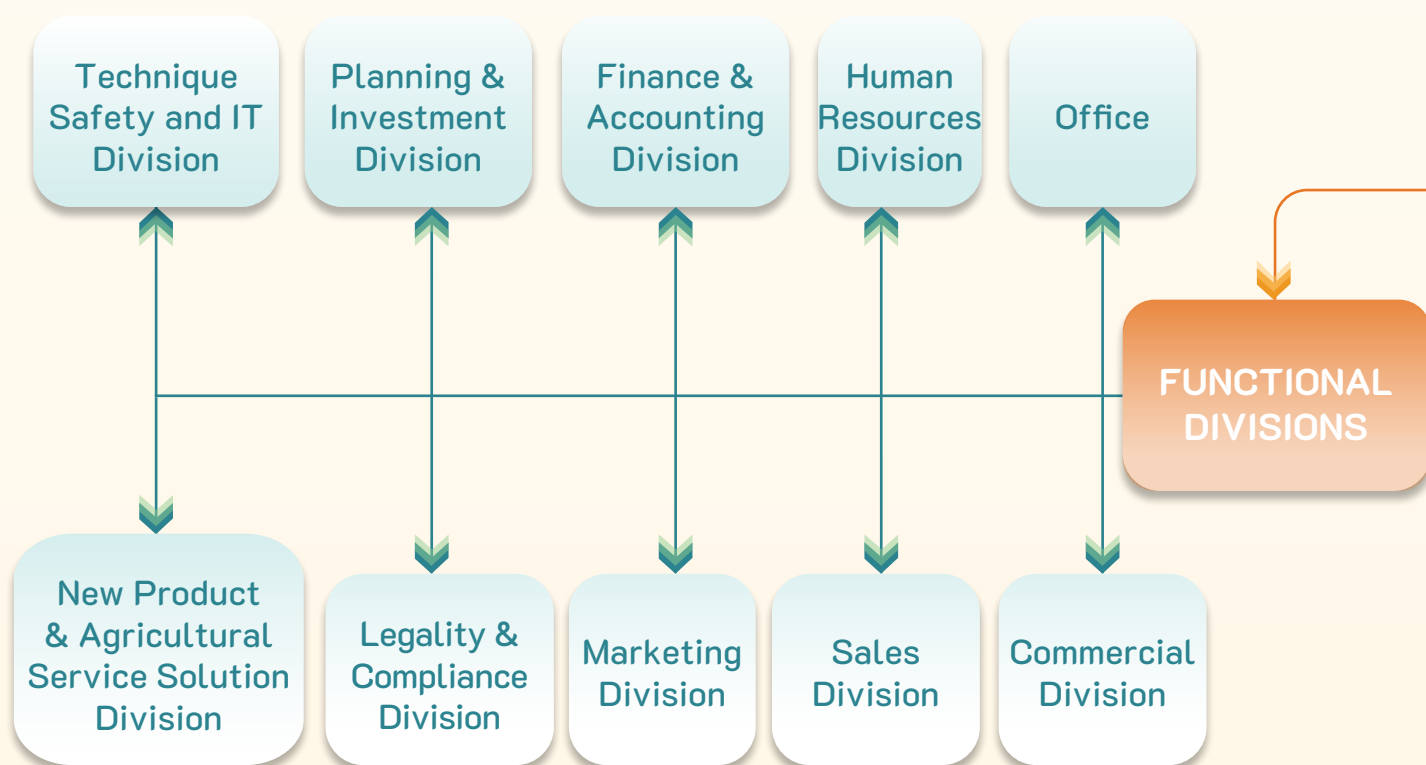 Technique
Safety and IT
Division
Planning &
Investment
Division
Finance &
Accounting
Division
Human
Resources
Division
Office
FUNCTIONAL
DIVISIONS
New Product
& Agricultural
Service Solution
Division
Legality &
Compliance
Division
Marketing
Division
Sales
Division
Commercial
Division